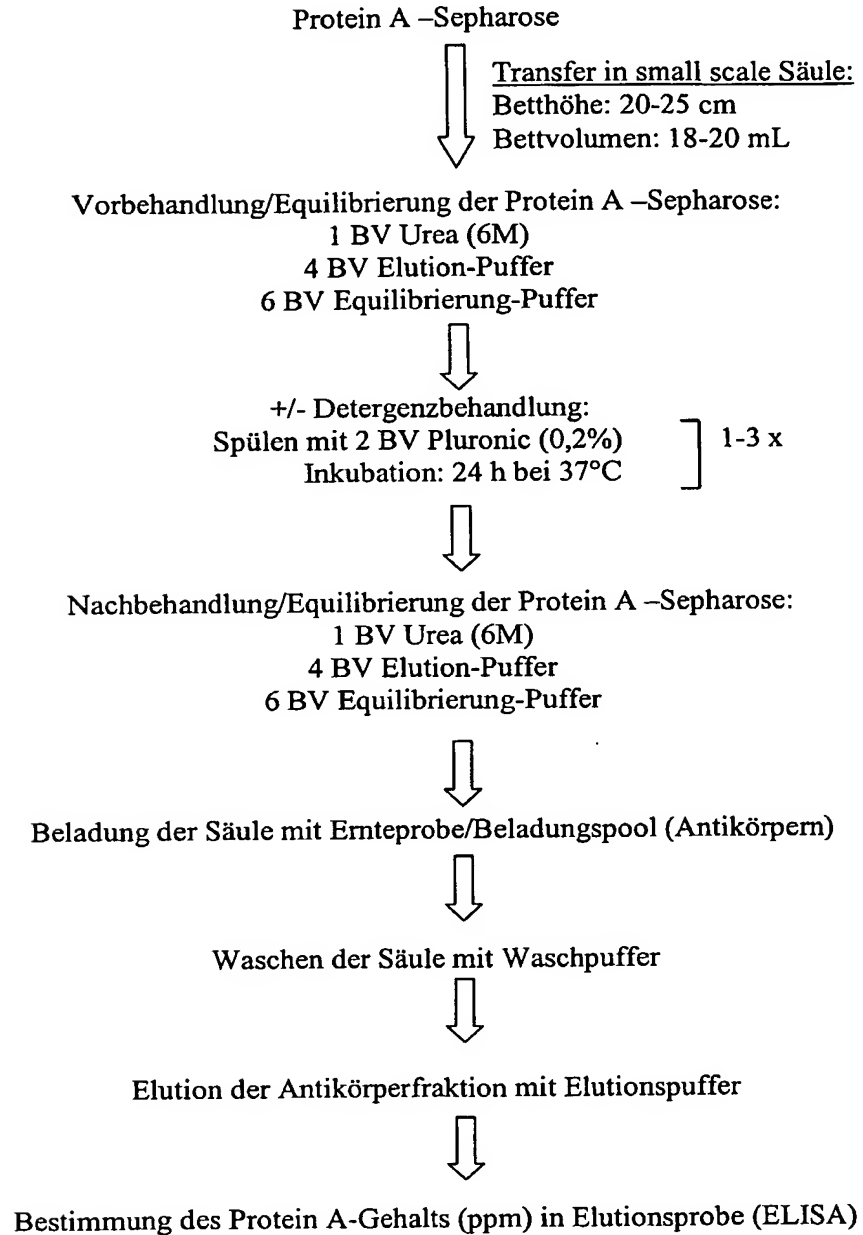 Protein A –Sepharose
Transfer in small scale Säule:
Betthöhe: 20-25 cm
Bettvolumen: 18-20 mL
Vorbehandlung/Equilibrierung der Protein A –Sepharose:
1 BV Urea (6M)
4 BV Elution-Puffer
6 BV Equilibrierung-Puffer
+/- Detergenzbehandlung:
Spülen mit 2 BV Pluronic (0,2%)
1-3 x
Inkubation: 24 h bei 37°C
Nachbehandlung/Equilibrierung der Protein A –Sepharose:
1 BV Urea (6M)
4 BV Elution-Puffer
6 BV Equilibrierung-Puffer
Beladung der Säule mit Ernteprobe/Beladungspool (Antikörpern)
Waschen der Säule mit Waschpuffer
Elution der Antikörperfraktion mit Elutionspuffer
Bestimmung des Protein A-Gehalts (ppm) in Elutionsprobe (ELISA)